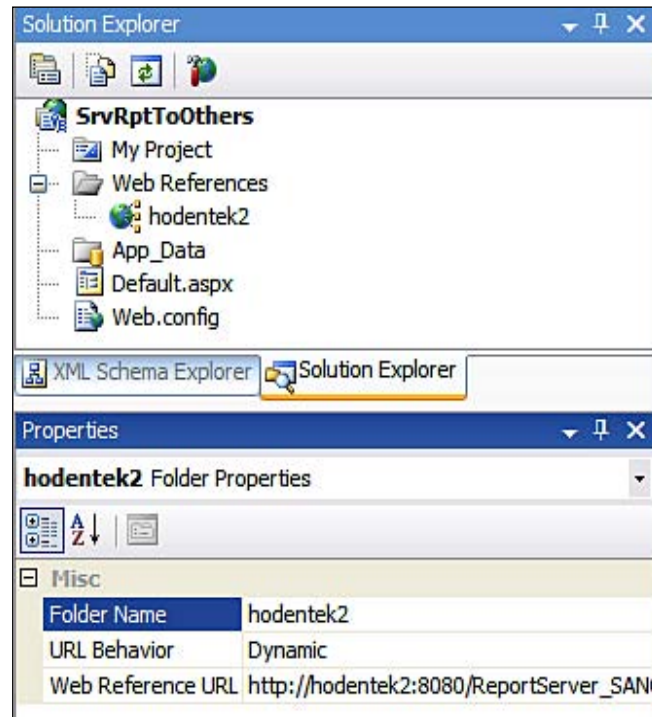 Solution Explorer
SrvRptToOthers
My Project
Web References
hodentek2
App_Data
Default.aspx
Web.config
XML Schema Explorer
Solution Explorer
Properties
hodentek2 Folder Properties
Misc
Folder Name hodentek2
URL Behavior Dynamic
Web Reference URL http://hodentek2:8080/ReportServer_SAN